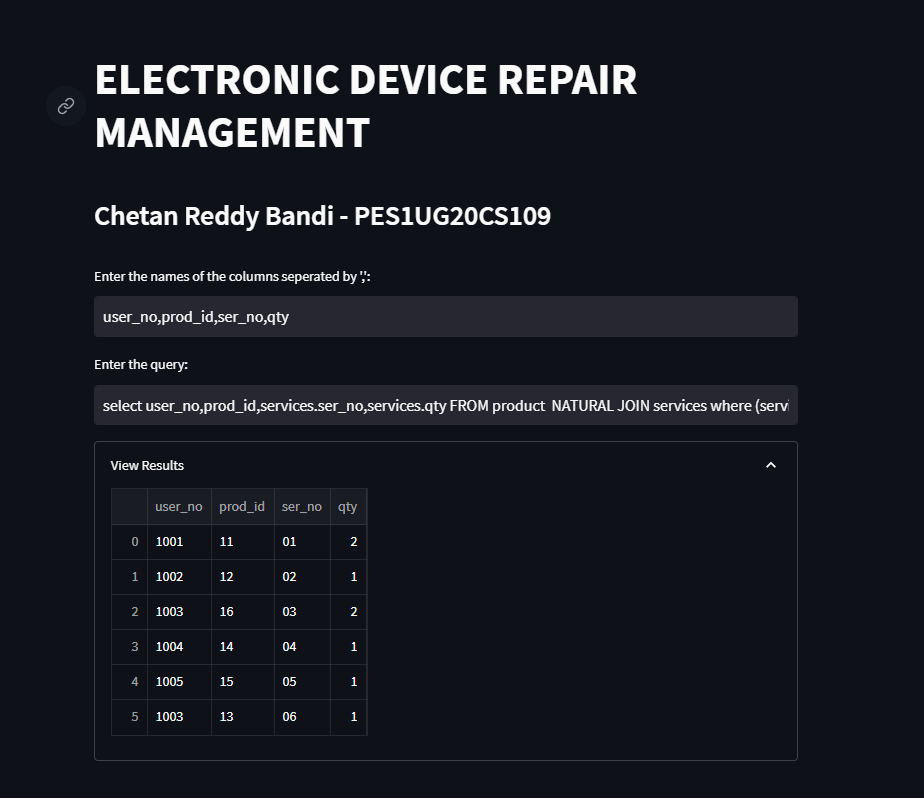 ELECTRONIC DEVICE REPAIR
MANAGEMENT
Chetan Reddy Bandi - PES1UG20CS109
Enter the names of the columns seperated by ',':
user_no,prod_id,ser_no,qty
Enter the query:
select user_no,prod_id,services.ser_no,services.qty FROM product  NATURAL JOIN services where (servi
View Results
user_no prod_id ser_no qty
0 1001 11 01 2
1 1002 12 02 1
2 1003 16 03 2
3 1004 14 04 1
4 1005 15 05 1
5 1003 13 06 1